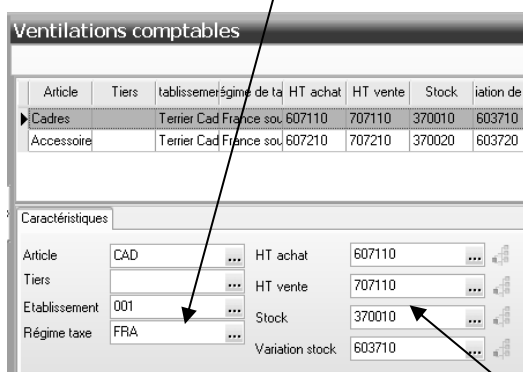 Ventilations comptables
Article Tiers tablissemer égime de ta HT achat HT vente Stock iation de
Cadres Terrier Cad France sou 607110 707110 370010 603710
Accessoire Terrier Cad France sou 607210 707210 370020 603720
Caractéristiques
Article CAD ... HT achat 607110 ...
Tiers ... HT vente 707110 ...
Etablissement 001 ... Stock 370010 ...
Régime taxe FRA ... Variation stock 603710 ...